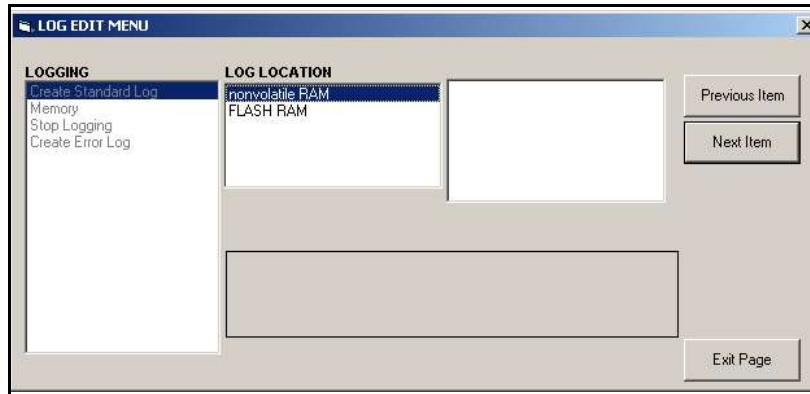 LOG EDIT MENU
LOGGING
Create Standard Log
Memory
Stop Logging
Create Error Log
LOG LOCATION
nonvolatile RAM
FLASH RAM
Previous Item
Next Item
Exit Page